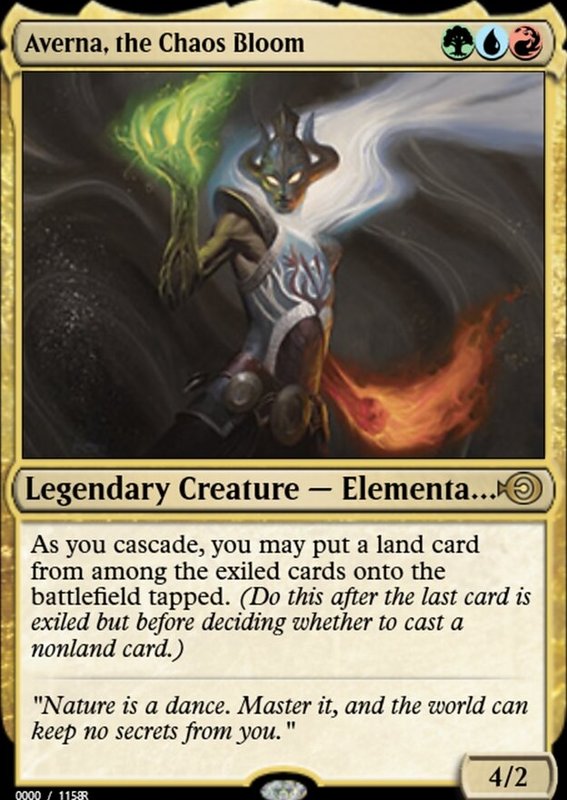 Averna, the Chaos Bloom
Legendary Creature — Elementa...
As you cascade, you may put a land card
from among the exiled cards onto the
battlefield tapped. (Do this after the last card is
exiled but before deciding whether to cast a
nonland card.)
"Nature is a dance. Master it, and the world can
keep no secrets from you."
4/2
0000 / 1158R